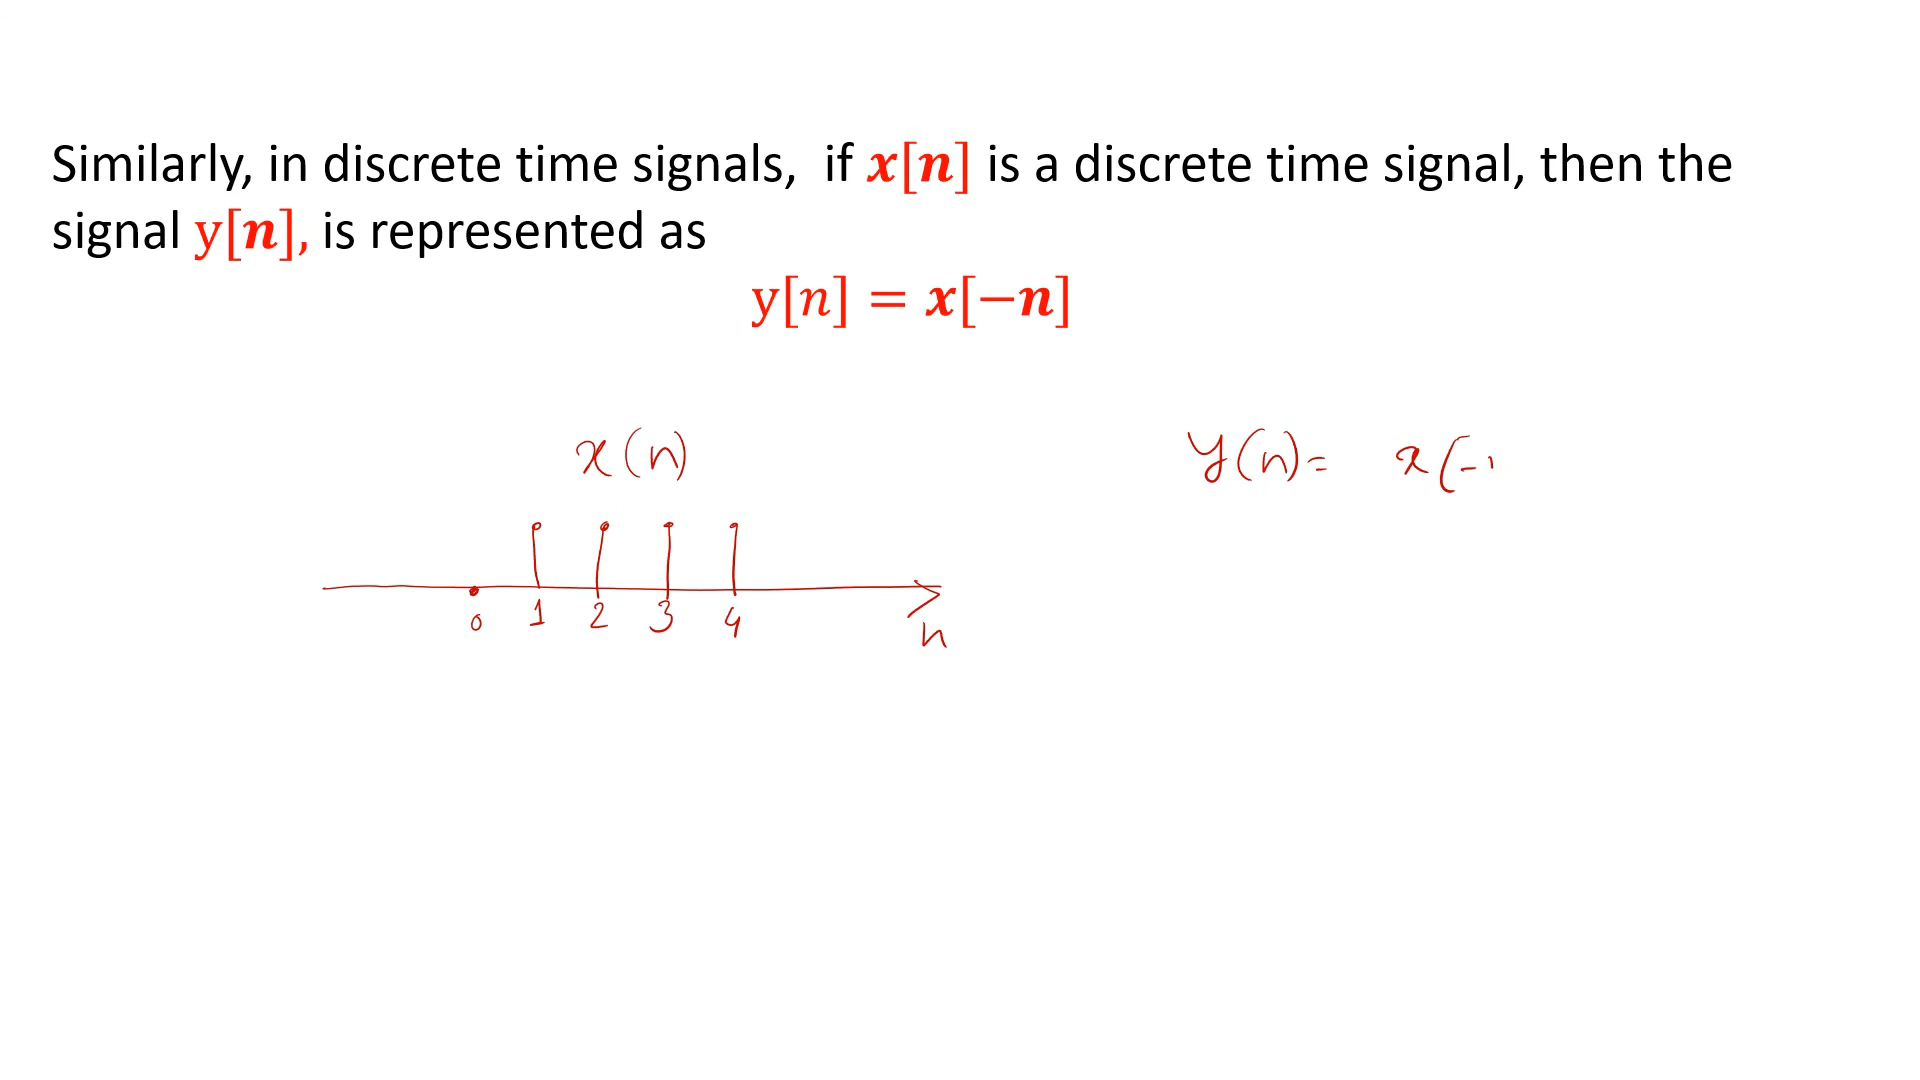 Similarly, in discrete time signals, if x[n] is a discrete time signal, then the
signal y[n], is represented as
y[n] = x[−n]
x(n)
y(n)= x(-
0 1 2 3 4
n